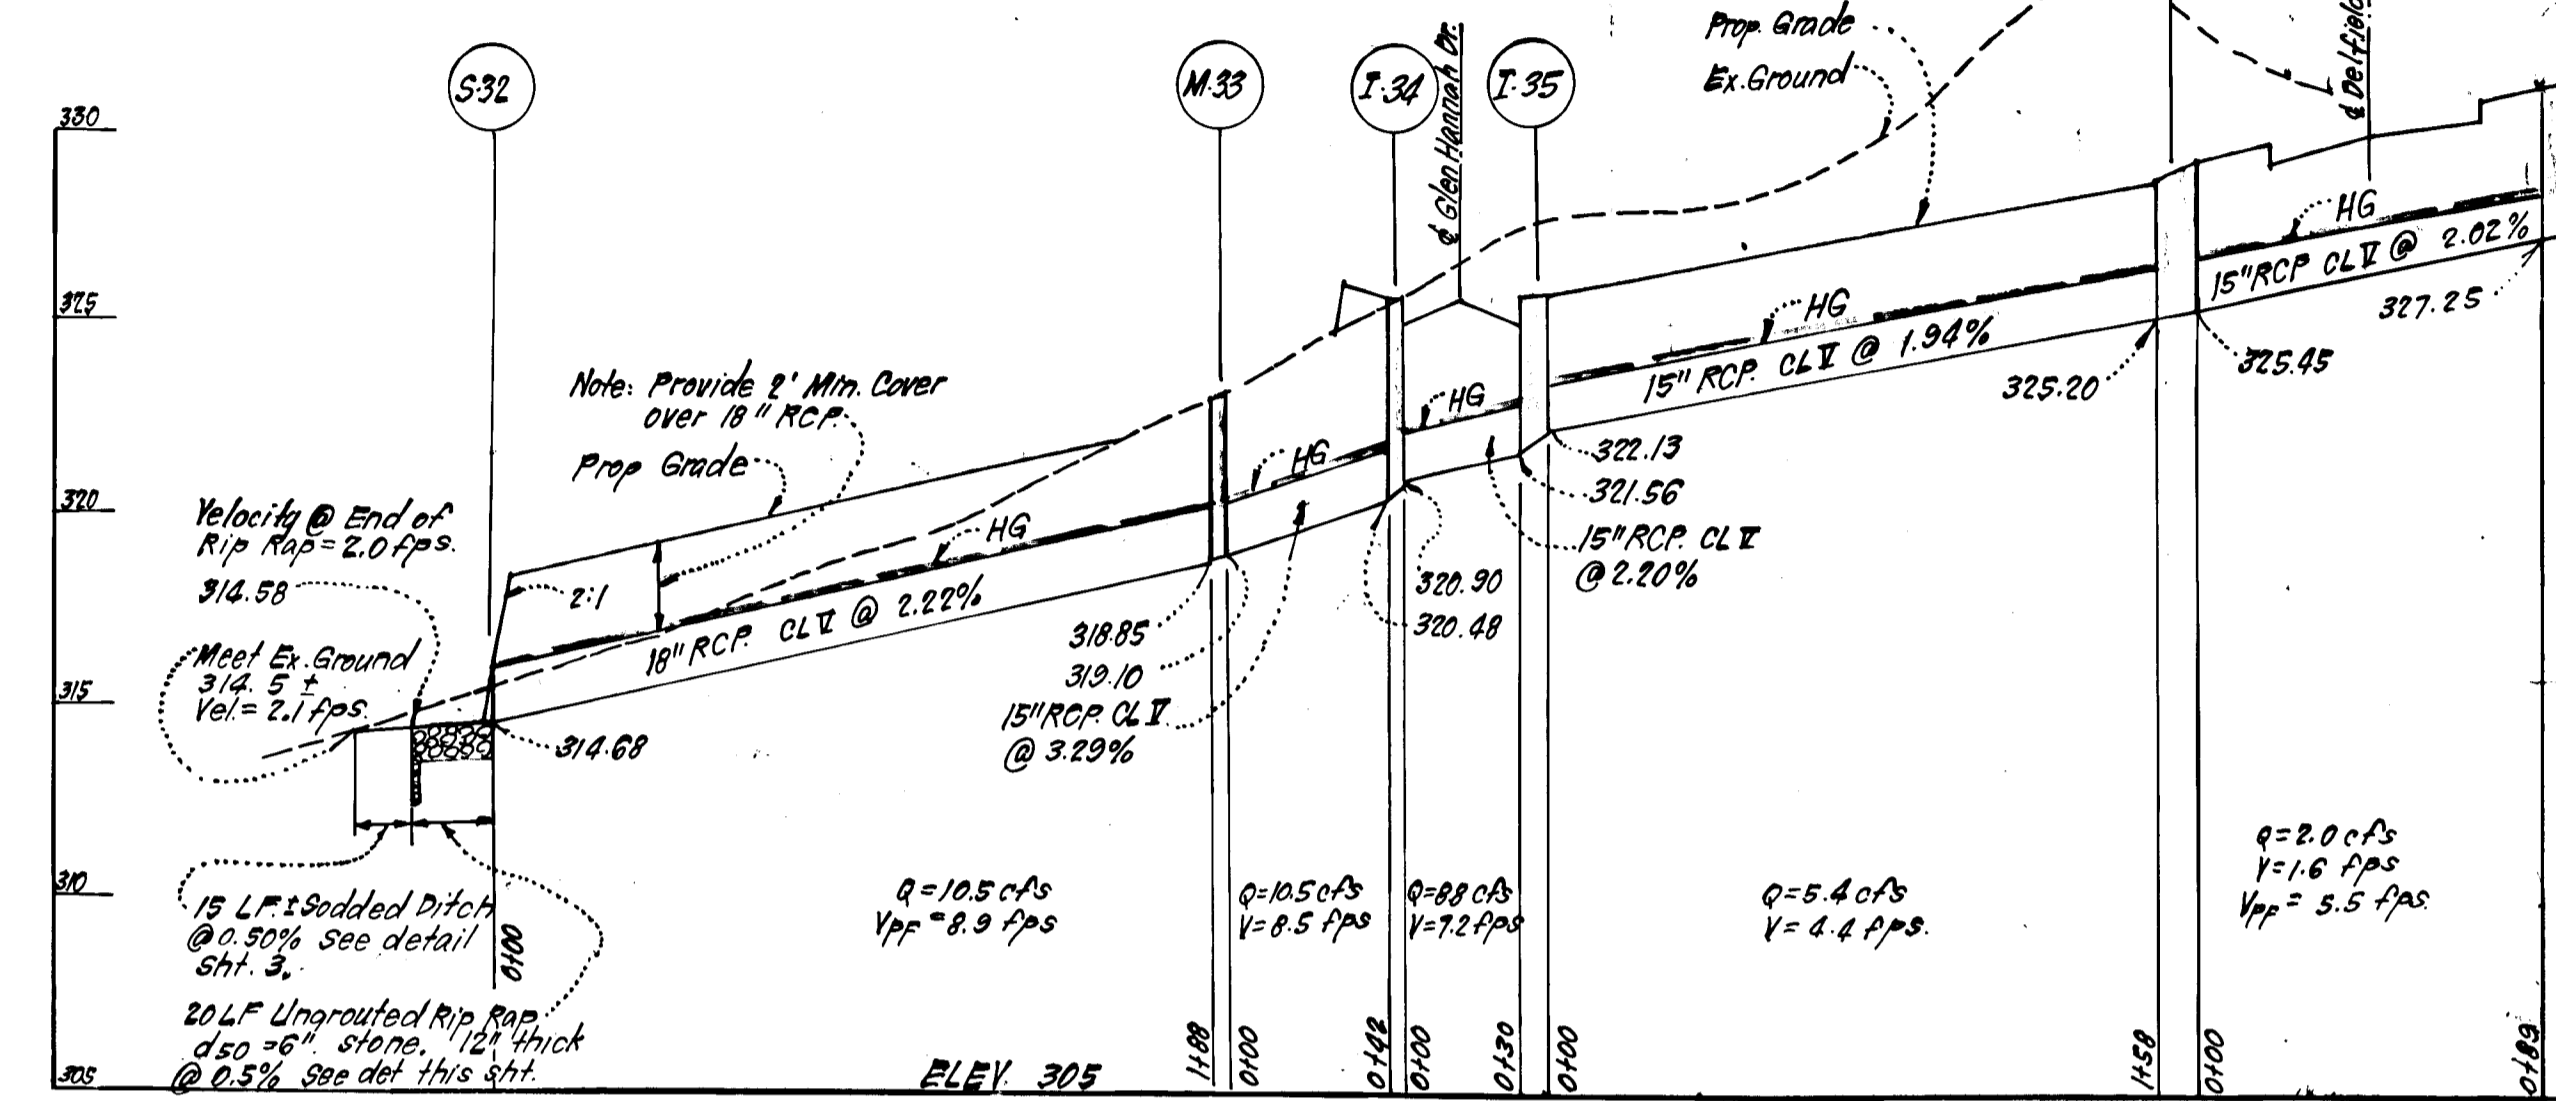 S-32
M-33
I-34
℄ Glen Hannah Dr.
I-35
Prop. Grade
Ex. Ground
℄ Delfield
330
325
320
315
310
305
Note: Provide 2' Min. Cover
over 18" RCP.
Prop Grade
Velocity @ End of
Rip Rap = 2.0 fps.
314.58
2:1
Meet Ex. Ground
314.5 ±
Vel. = 2.1 fps.
314.68
HG
18" RCP. CL V @ 2.22%
318.85
319.10
15" RCP. CL V
@ 3.29%
HG
HG
320.90
320.48
322.13
321.56
15" RCP. CL V
@ 2.20%
HG
15" RCP. CL V @ 1.94%
325.20
325.45
HG
15" RCP CL V @ 2.02%
327.25
15 LF.± Sodded Ditch
@ 0.50% See detail
Sht. 3.
20 LF Ungrouted Rip Rap
d50 = 6" stone. 12" thick
@ 0.5% See det this sht.
Q = 10.5 cfs
VPF = 8.9 fps
Q = 10.5 cfs
V = 8.5 fps
Q = 8.8 cfs
V = 7.2 fps
Q = 5.4 cfs
V = 4.4 fps.
Q = 2.0 cfs
V = 1.6 fps
VPF = 5.5 fps.
ELEV. 305
0+00
1+88
0+00
0+42
0+00
0+30
0+00
1+58
0+00
0+89